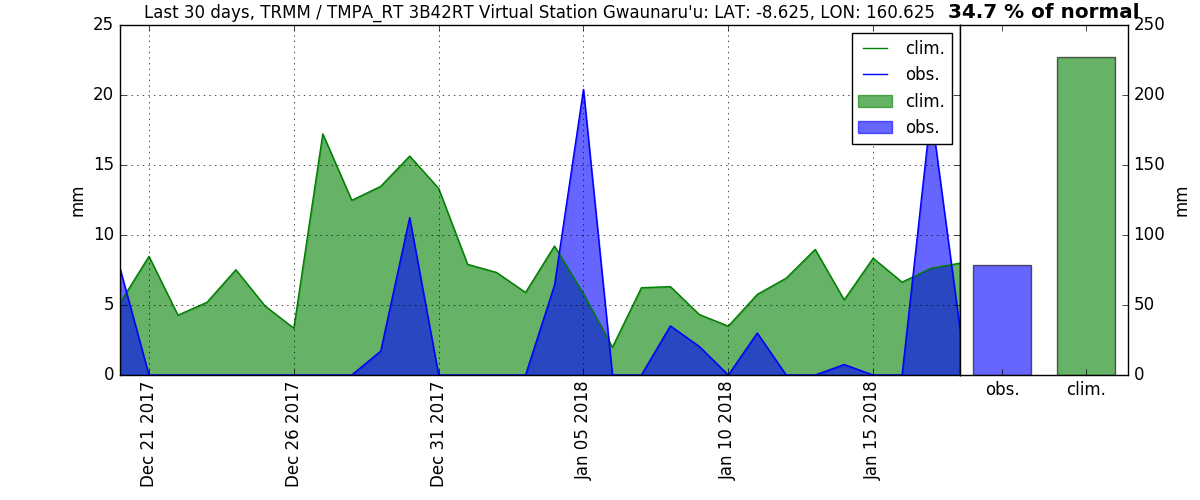 Last 30 days, TRMM / TMPA_RT 3B42RT Virtual Station Gwaunaru'u: LAT: -8.625, LON: 160.625
34.7 % of normal
25
20
15
10
5
0
mm
clim.
obs.
clim.
obs.
250
200
150
100
50
0
mm
Dec 21 2017
Dec 26 2017
Dec 31 2017
Jan 05 2018
Jan 10 2018
Jan 15 2018
obs.
clim.